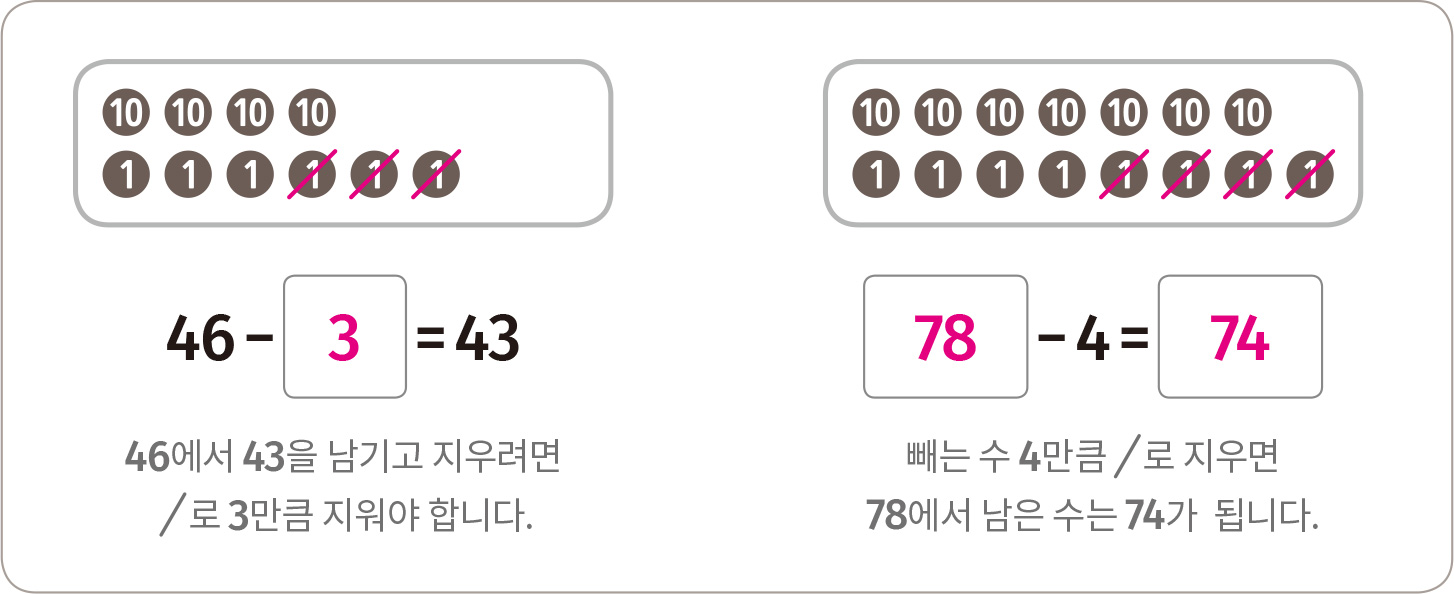 10 10 10 10
1 1 1 1 1 1
46 - 3 = 43
46에서 43을 남기고 지우려면
/로 3만큼 지워야 합니다.
10 10 10 10 10 10 10
1 1 1 1 1 1 1 1
78 - 4 = 74
빼는 수 4만큼 /로 지우면
78에서 남은 수는 74가 됩니다.